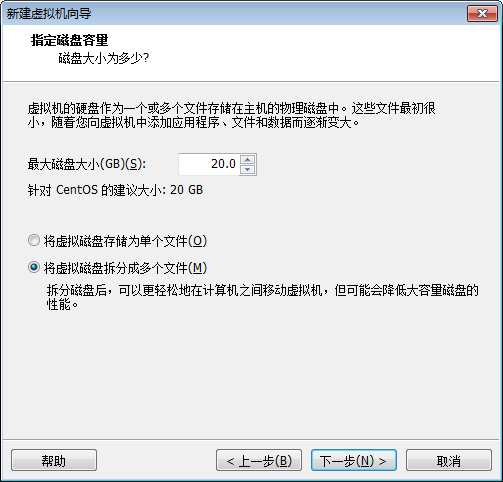 新建虚拟机向导
指定磁盘容量
磁盘大小为多少?
虚拟机的硬盘作为一个或多个文件存储在主机的物理磁盘中。这些文件最初很
小，随着您向虚拟机中添加应用程序、文件和数据而逐渐变大。
最大磁盘大小(GB)(S): 20.0
针对 CentOS 的建议大小: 20 GB
将虚拟磁盘存储为单个文件(O)
将虚拟磁盘拆分成多个文件(M)
拆分磁盘后，可以更轻松地在计算机之间移动虚拟机，但可能会降低大容量磁盘的
性能。
帮助 < 上一步(B) 下一步(N) > 取消